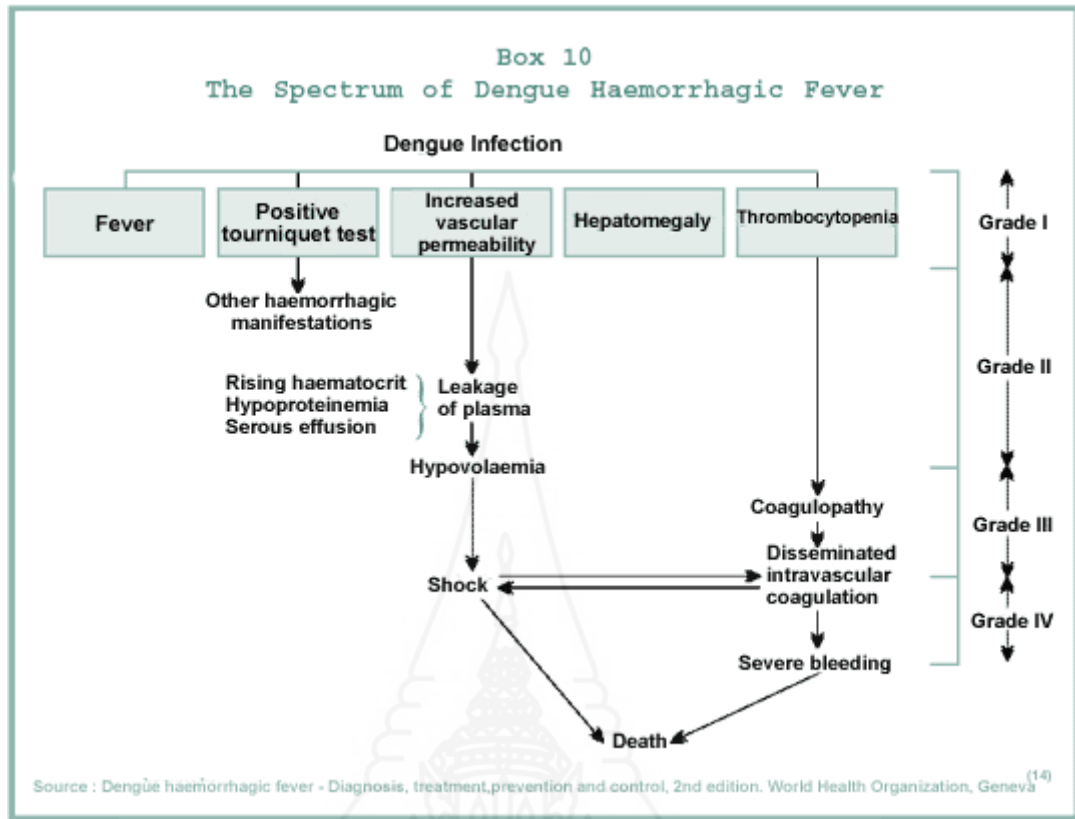 Box 10
The Spectrum of Dengue Haemorrhagic Fever
Dengue Infection
Fever
Positive
tourniquet test
Increased
vascular
permeability
Hepatomegaly
Thrombocytopenia
Grade I
Other haemorrhagic
manifestations
Grade II
Rising haematocrit
Hypoproteinemia
Serous effusion
Leakage
of plasma
Hypovolaemia
Coagulopathy
Grade III
Disseminated
intravascular
coagulation
Shock
Grade IV
Severe bleeding
Death
Source : Dengue haemorrhagic fever - Diagnosis, treatment,prevention and control, 2nd edition. World Health Organization, Geneva (14)